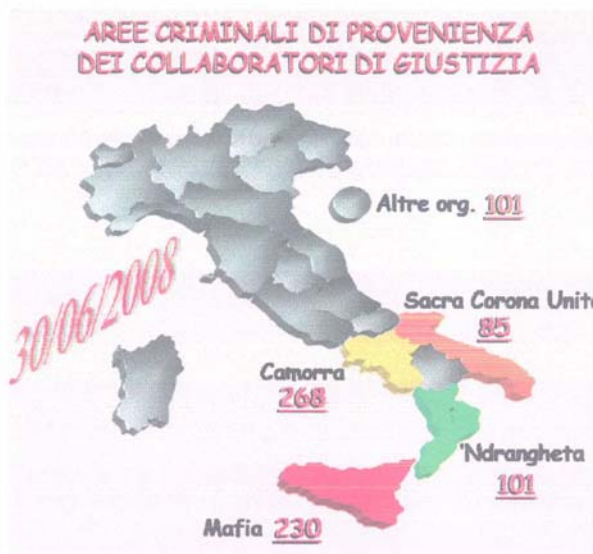 AREE CRIMINALI DI PROVENIENZA
DEI COLLABORATORI DI GIUSTIZIA
Altre org. 101
30/06/2008
Sacra Corona Unita
85
Camorra
268
'Ndrangheta
101
Mafia 230